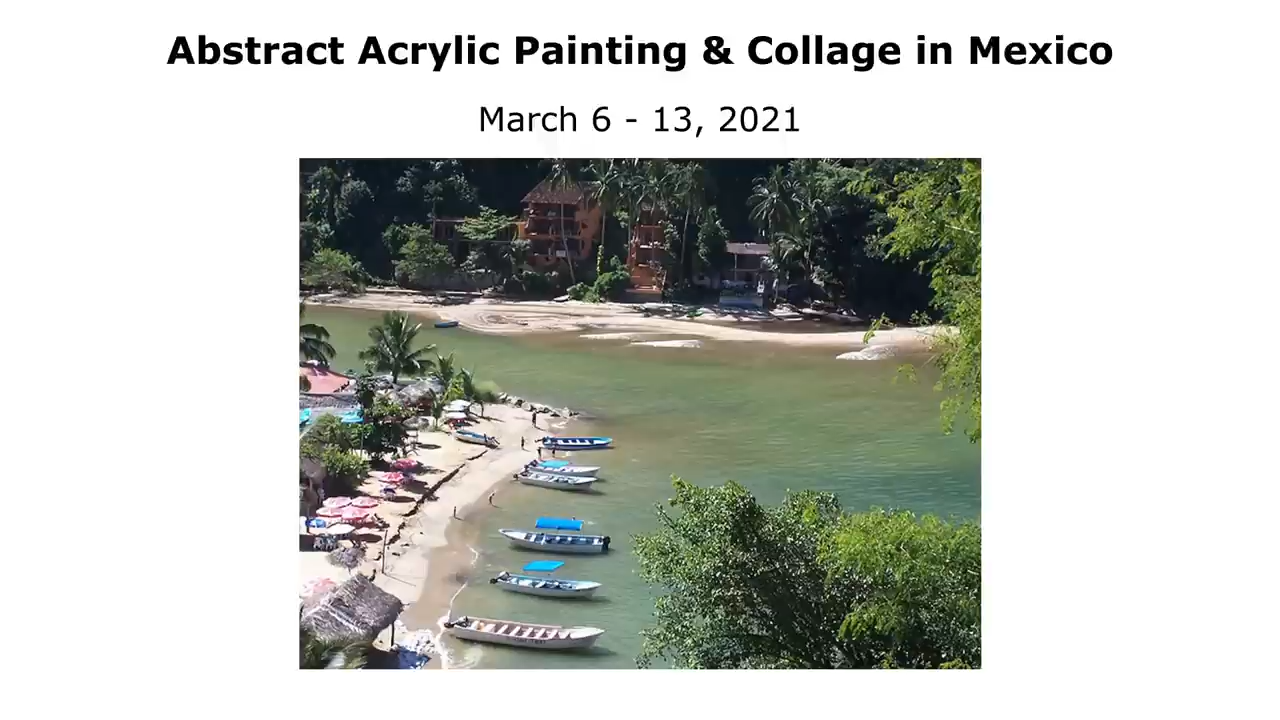 Abstract Acrylic Painting & Collage in Mexico
March 6 - 13, 2021